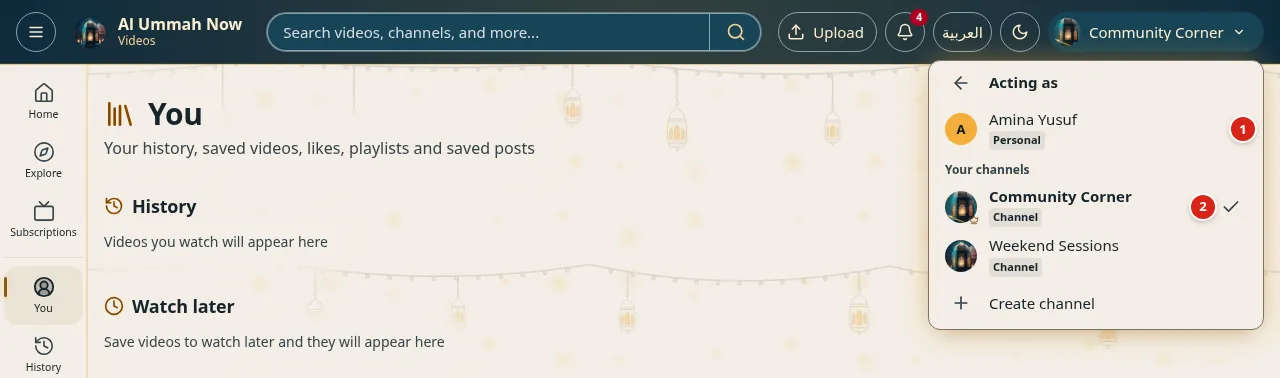 Al Ummah Now
Videos
Search videos, channels, and more...
Upload
4
العربية
Community Corner
Home
Explore
Subscriptions
You
History
You
Your history, saved videos, likes, playlists and saved posts
History
Videos you watch will appear here
Watch later
Save videos to watch later and they will appear here
Acting as
A
Amina Yusuf
Personal
1
Your channels
Community Corner
Channel
2
Weekend Sessions
Channel
Create channel